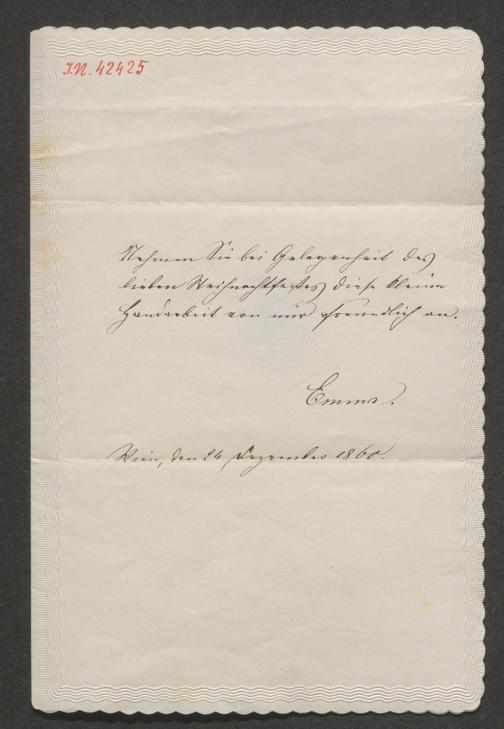 I.N. 42425
Nehmen Sie bei Gelegenheit des
lieben Weihnachtsfestes diese kleine
Handarbeit von mir freundlich an.
Emma.
Wien, den 24 Dezember 1860.